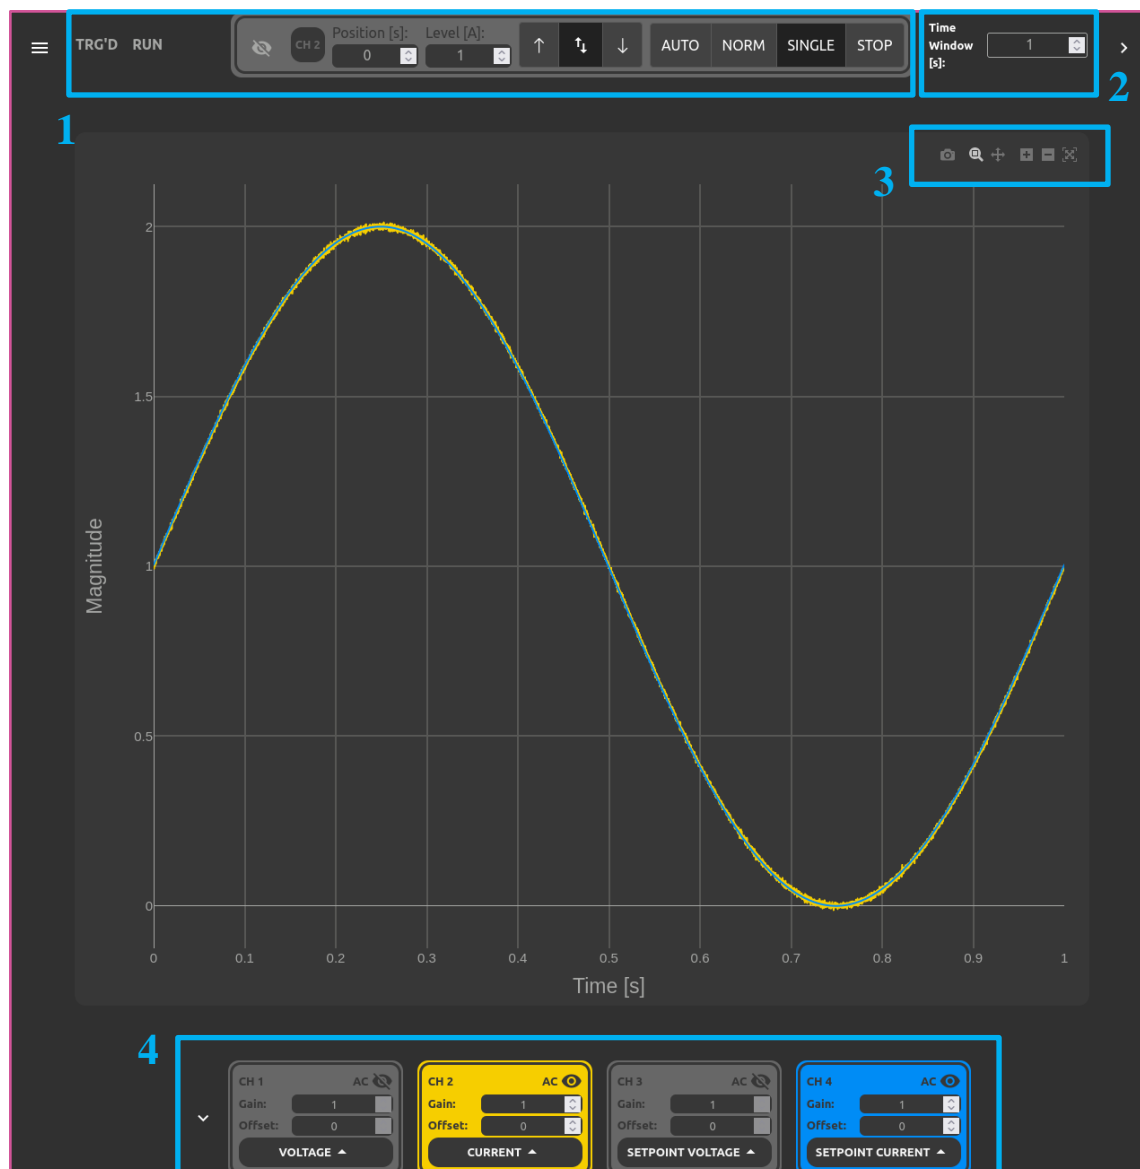 TRG'D RUN
CH 2
Position [s]:
0
Level [A]:
1
AUTO NORM SINGLE STOP
Time
Window
[s]:
1
1
2
3
2
1.5
1
0.5
0
Magnitude
0 0.1 0.2 0.3 0.4 0.5 0.6 0.7 0.8 0.9 1
Time [s]
4
CH 1 AC
Gain: 1
Offset: 0
VOLTAGE
CH 2 AC
Gain: 1
Offset: 0
CURRENT
CH 3 AC
Gain: 1
Offset: 0
SETPOINT VOLTAGE
CH 4 AC
Gain: 1
Offset: 0
SETPOINT CURRENT